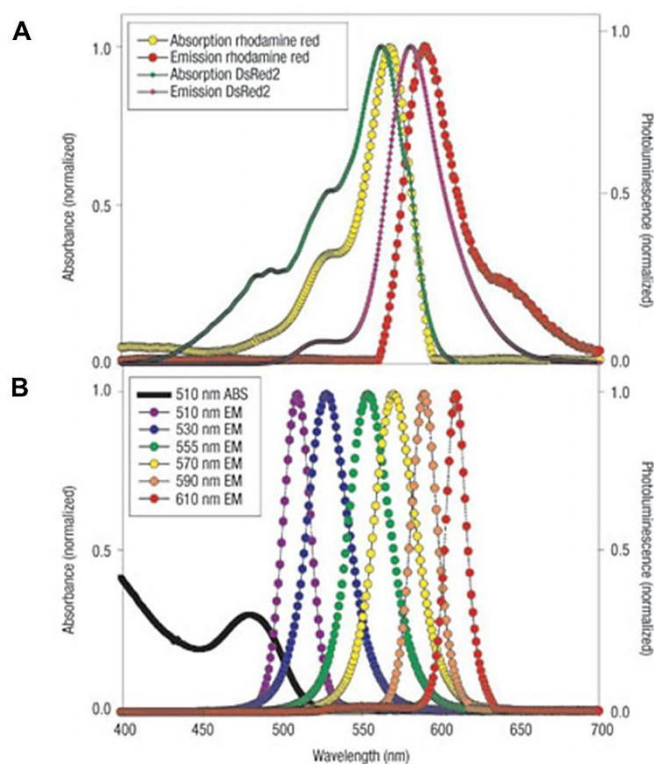 A
1.0
0.5
0.0
Absorbance (normalized)
Absorption rhodamine red
Emission rhodamine red
Absorption DsRed2
Emission DsRed2
1.0
0.5
0.0
Photoluminescence (normalized)
B
1.0
0.5
0.0
Absorbance (normalized)
510 nm ABS
510 nm EM
530 nm EM
555 nm EM
570 nm EM
590 nm EM
610 nm EM
1.0
0.5
0.0
Photoluminescence (normalized)
400 450 500 550 600 650 700
Wavelength (nm)